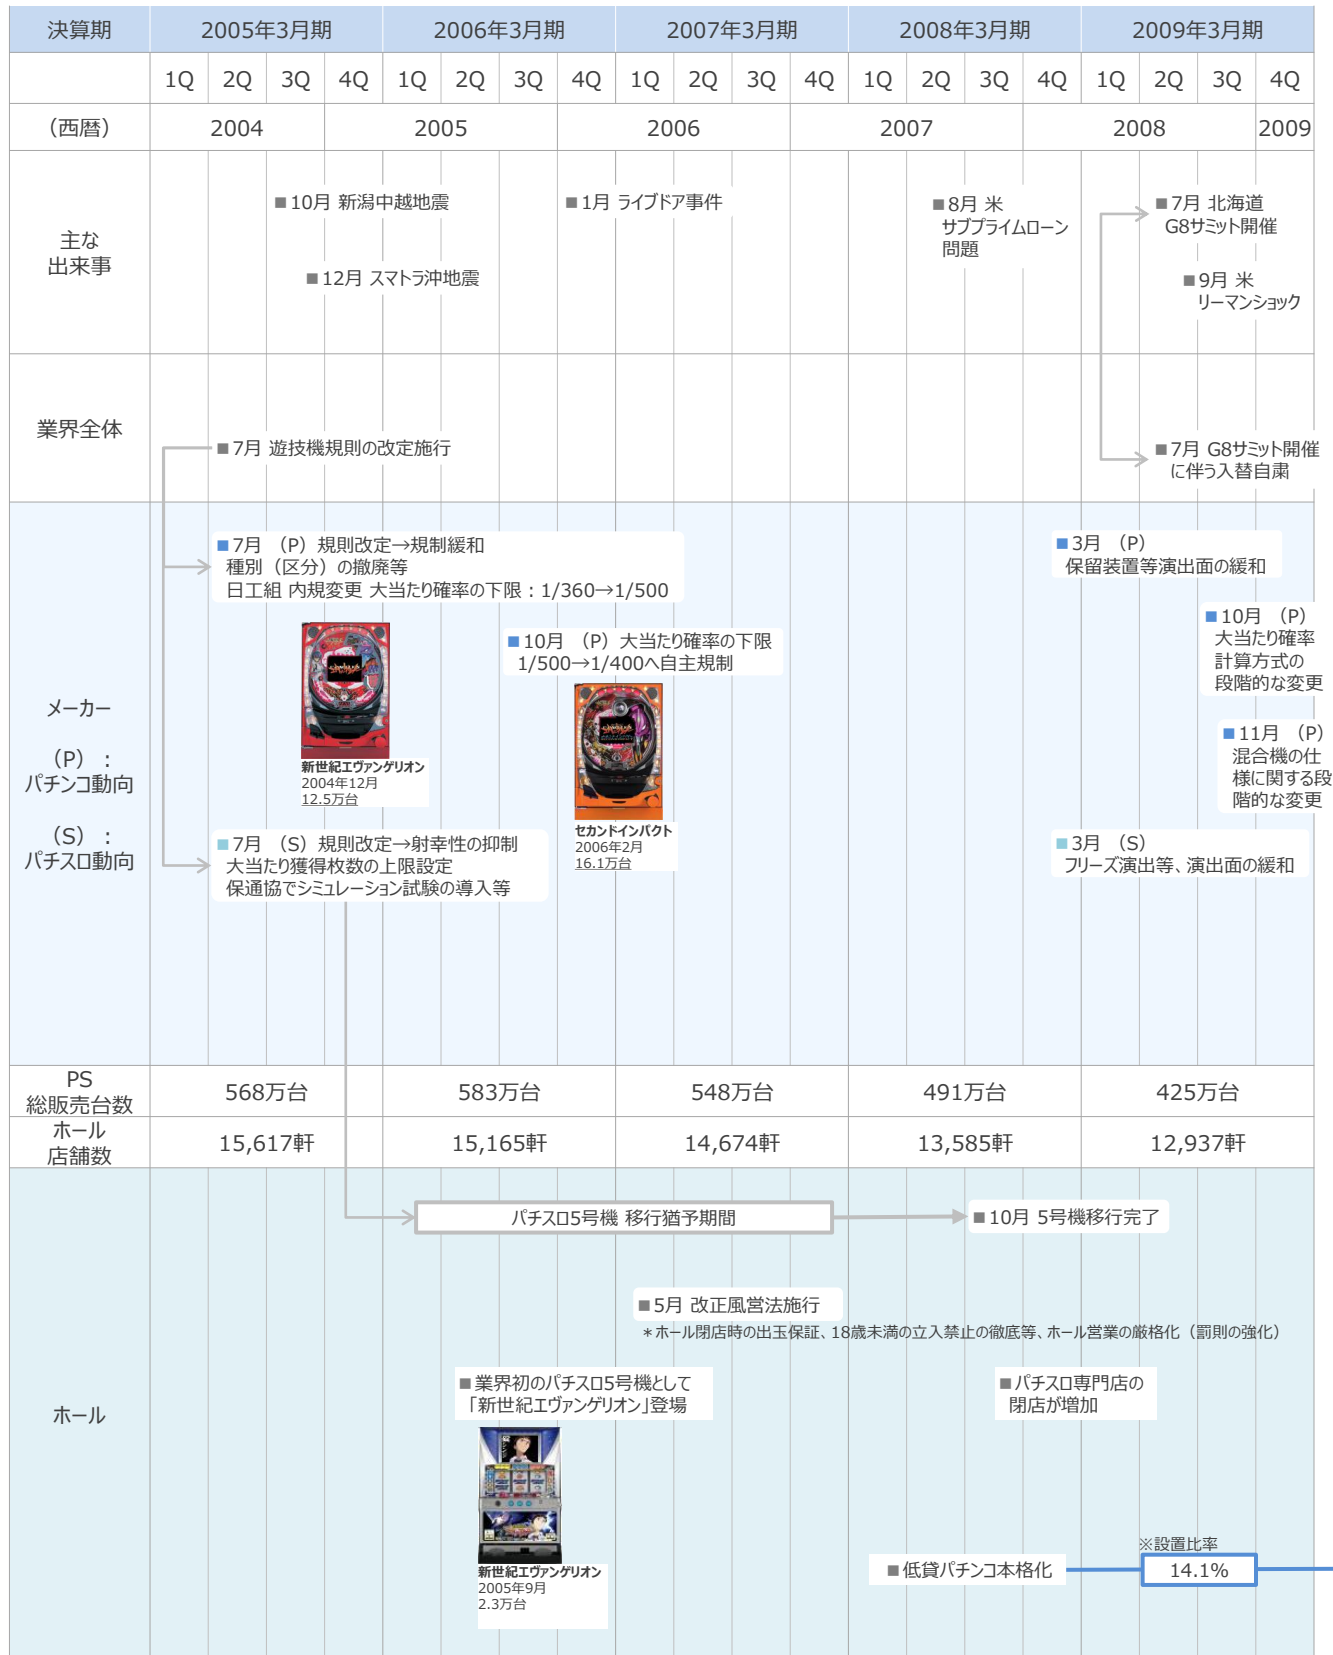 決算期 2005年3月期 2006年3月期 2007年3月期 2008年3月期 2009年3月期
1Q 2Q 3Q 4Q 1Q 2Q 3Q 4Q 1Q 2Q 3Q 4Q 1Q 2Q 3Q 4Q 1Q 2Q 3Q 4Q
（西暦） 2004 2005 2006 2007 2008 2009
主な
出来事
■10月 新潟中越地震
■12月 スマトラ沖地震
■1月 ライブドア事件
■8月 米
サブプライムローン
問題
■7月 北海道
G8サミット開催
■9月 米
リーマンショック
業界全体
■7月 遊技機規則の改定施行
■7月 G8サミット開催
に伴う入替自粛
メーカー
（P）：
パチンコ動向
（S）：
パチスロ動向
■7月 （P）規則改定→規制緩和
種別（区分）の撤廃等
日工組 内規変更 大当たり確率の下限：1/360→1/500
新世紀エヴァンゲリオン
2004年12月
12.5万台
■10月 （P）大当たり確率の下限
1/500→1/400へ自主規制
セカンドインパクト
2006年2月
16.1万台
■7月 （S）規則改定→射幸性の抑制
大当たり獲得枚数の上限設定
保通協でシミュレーション試験の導入等
■3月 （P）
保留装置等演出面の緩和
■10月 （P）
大当たり確率
計算方式の
段階的な変更
■11月 （P）
混合機の仕
様に関する段
階的な変更
■3月 （S）
フリーズ演出等、演出面の緩和
PS
総販売台数
568万台 583万台 548万台 491万台 425万台
ホール
店舗数
15,617軒 15,165軒 14,674軒 13,585軒 12,937軒
ホール
パチスロ5号機 移行猶予期間
■10月 5号機移行完了
■5月 改正風営法施行
＊ホール閉店時の出玉保証、18歳未満の立入禁止の徹底等、ホール営業の厳格化（罰則の強化）
■業界初のパチスロ5号機として
「新世紀エヴァンゲリオン」登場
新世紀エヴァンゲリオン
2005年9月
2.3万台
■パチスロ専門店の
閉店が増加
■低貸パチンコ本格化
※設置比率
14.1%